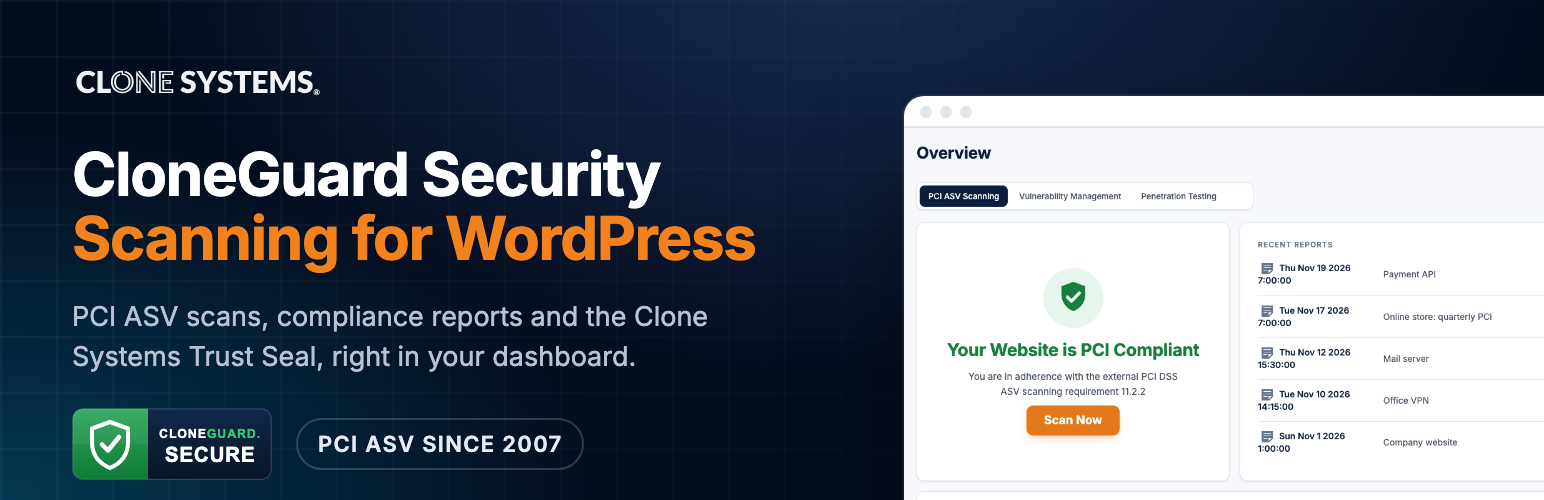 CLONE SYSTEMS®
CloneGuard Security
Scanning for WordPress
PCI ASV scans, compliance reports and the Clone
Systems Trust Seal, right in your dashboard.
CLONEGUARD.
SECURE
PCI ASV SINCE 2007
Overview
PCI ASV Scanning
Vulnerability Management
Penetration Testing
Your Website is PCI Compliant
You are in adherence with the external PCI DSS
ASV scanning requirement 11.2.2
Scan Now
RECENT REPORTS
Thu Nov 19 2026
7:00:00
Payment API
Tue Nov 17 2026
7:00:00
Online store: quarterly PCI
Thu Nov 12 2026
15:30:00
Mail server
Tue Nov 10 2026
14:15:00
Office VPN
Sun Nov 1 2026
1:00:00
Company website